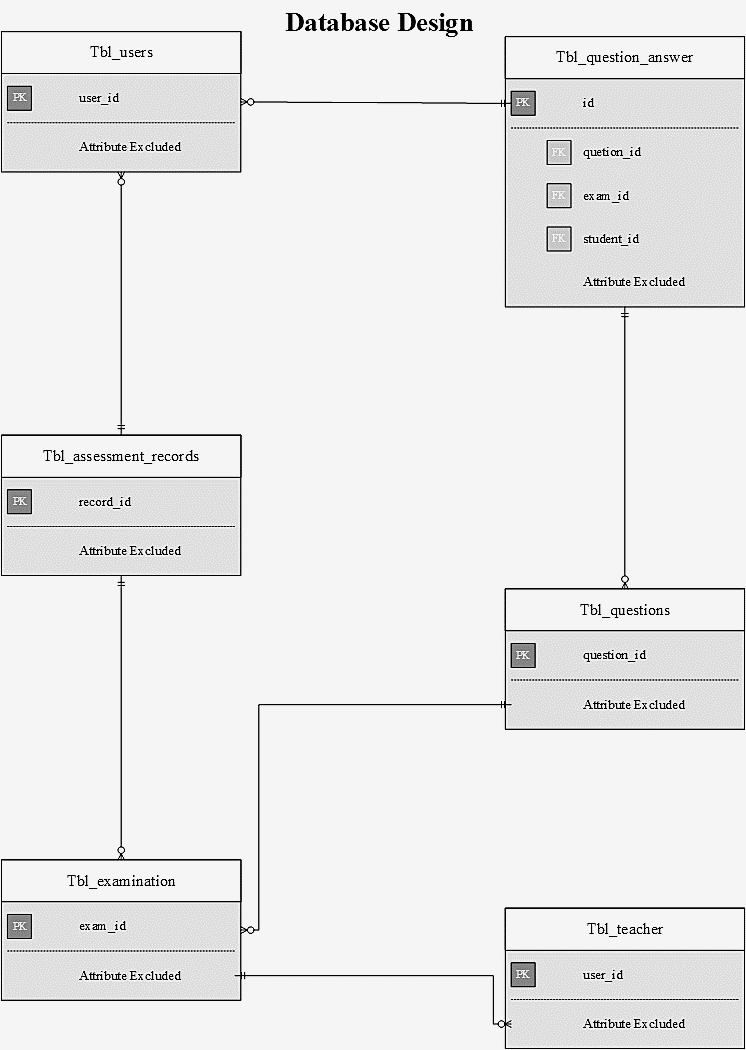 Database Design
Tbl_users
PK user_id
Attribute Excluded
Tbl_question_answer
PK id
FK quetion_id
FK exam_id
FK student_id
Attribute Excluded
Tbl_assessment_records
PK record_id
Attribute Excluded
Tbl_questions
PK question_id
Attribute Excluded
Tbl_examination
PK exam_id
Attribute Excluded
Tbl_teacher
PK user_id
Attribute Excluded